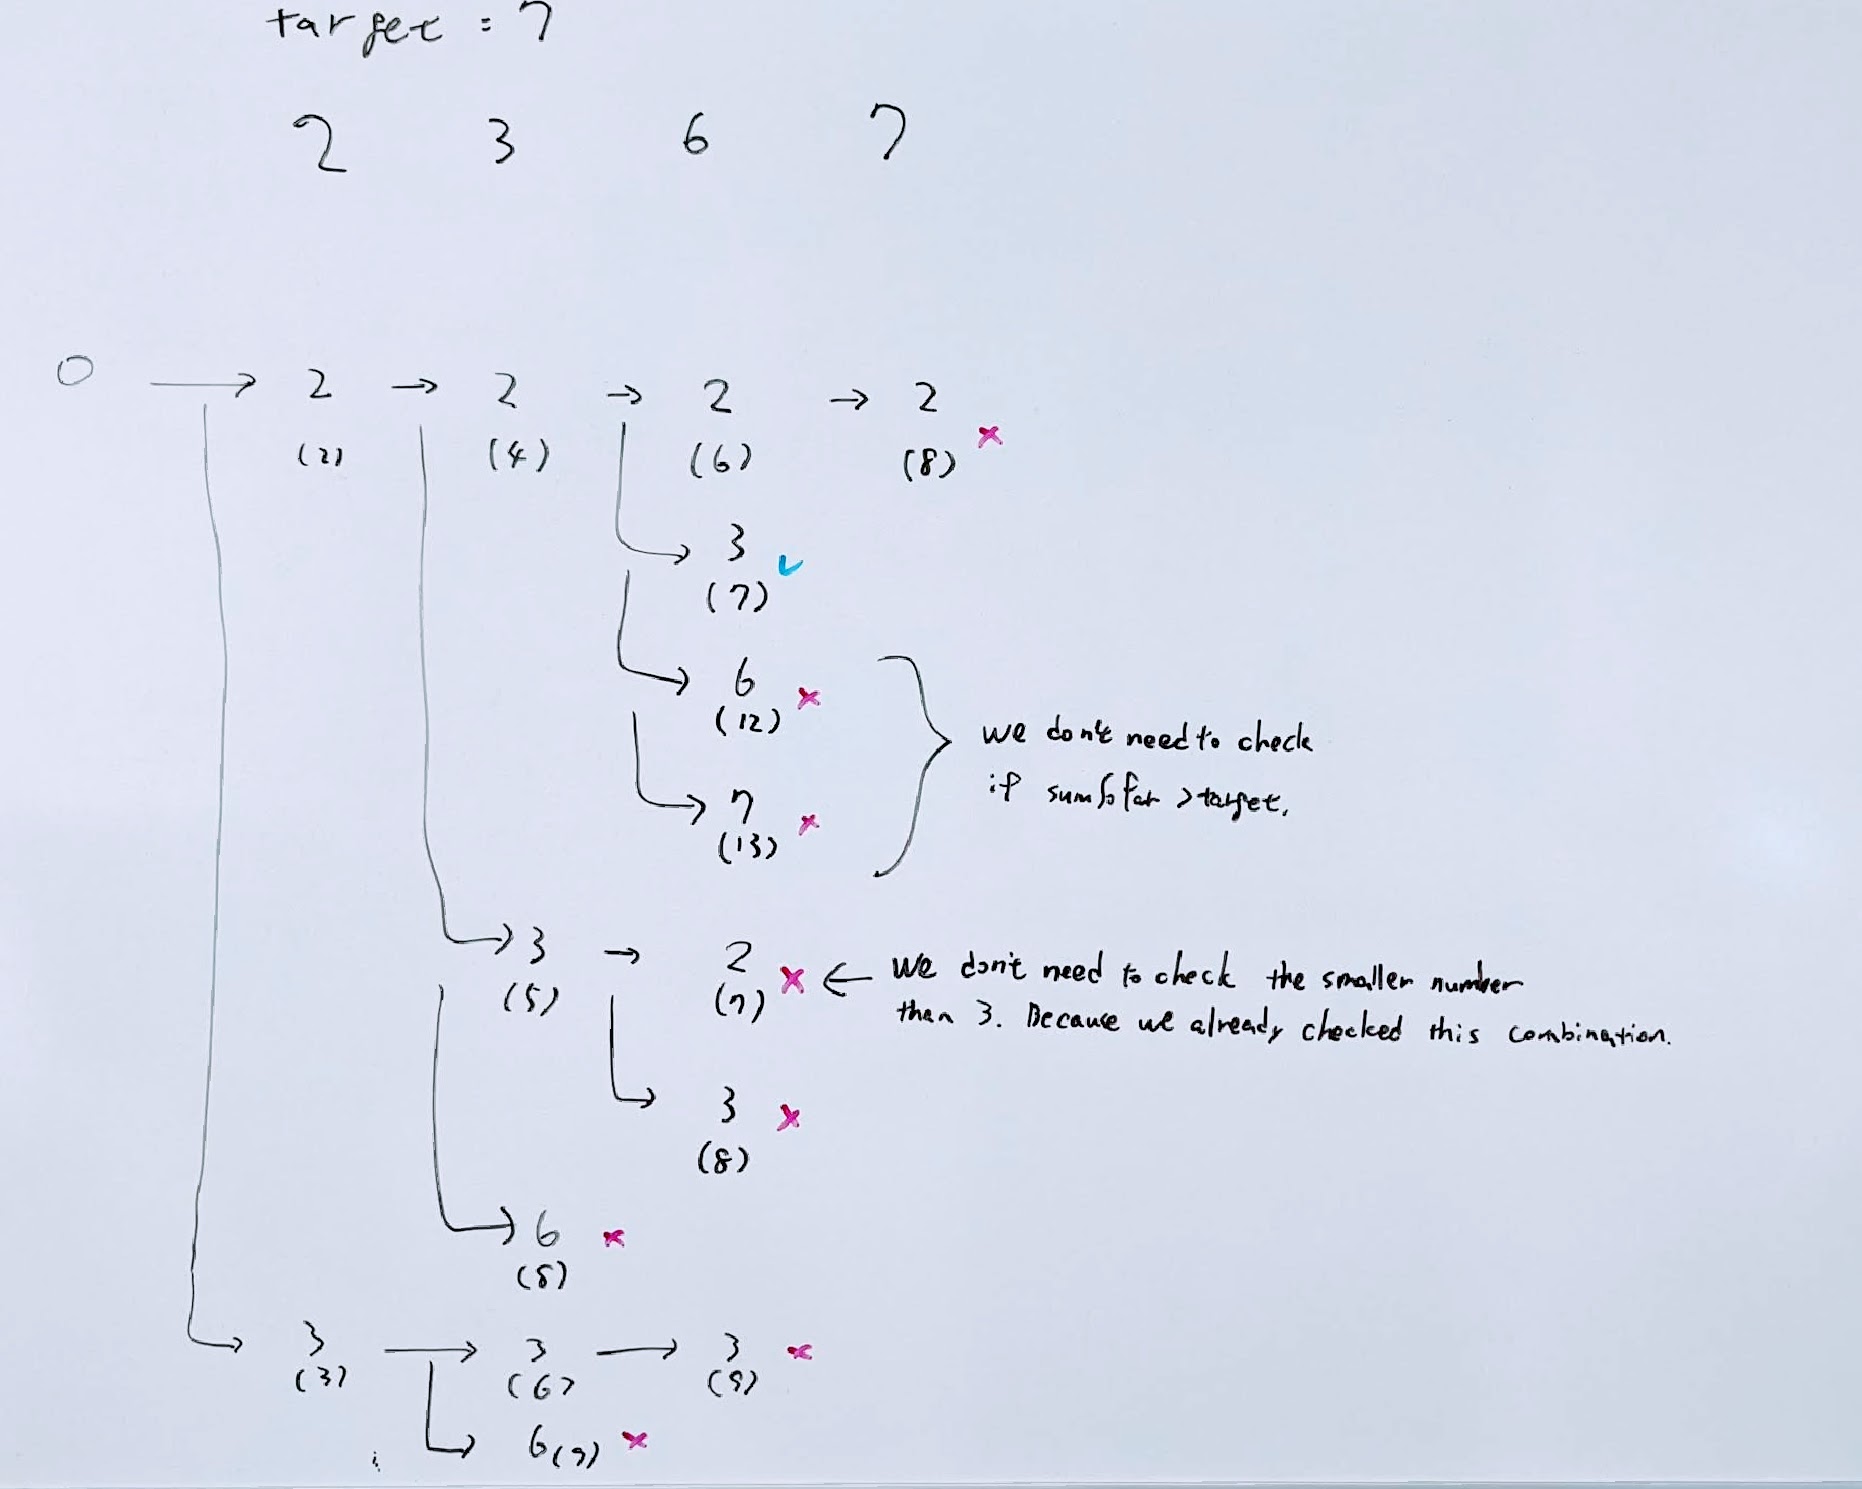 target : 7
2 3 6 7
0 → 2 → 2 → 2 → 2
(2) (4) (6) (8) ×
3 ✓
(7)
6 ×
(12)
we don't need to check
if sum So far > target.
7 ×
(13)
3 → 2 × ← we don't need to check the smaller number
(5) (7) than 3. Because we already checked this combination.
3 ×
(8)
6 ×
(8)
3 → 3 → 3 ×
(3) (6) (9)
6 (9) ×